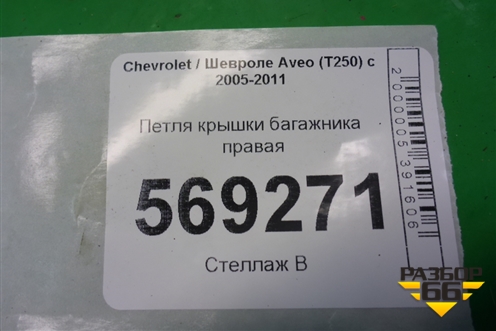 Chevrolet / Шевроле Aveo (T250) с
2005-2011
Петля крышки багажника
правая
569271
Стеллаж В
2000005391606
РАЗБОР
66